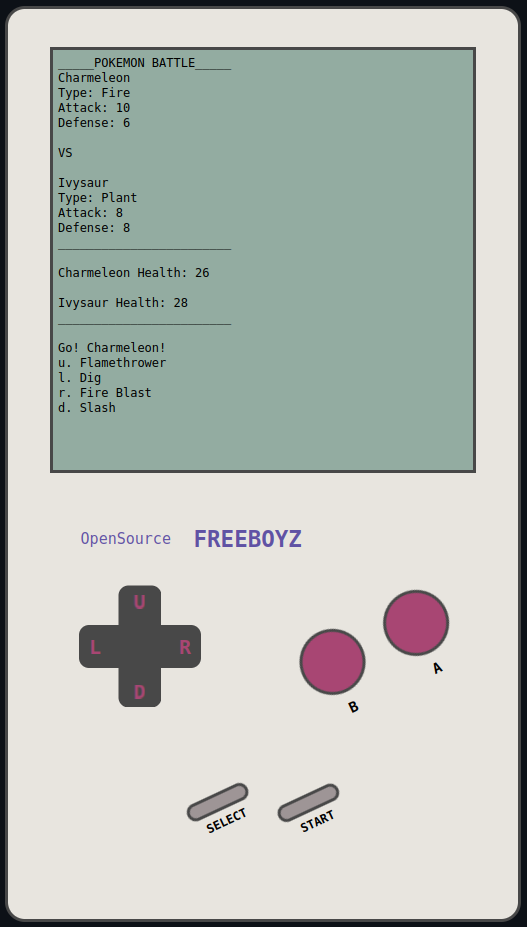 _____POKEMON BATTLE_____
Charmeleon
Type: Fire
Attack: 10
Defense: 6
VS
Ivysaur
Type: Plant
Attack: 8
Defense: 8
________________________
Charmeleon Health: 26
Ivysaur Health: 28
________________________
Go! Charmeleon!
u. Flamethrower
l. Dig
r. Fire Blast
d. Slash
OpenSource FREEBOYZ
U
L R
D
A
B
SELECT START